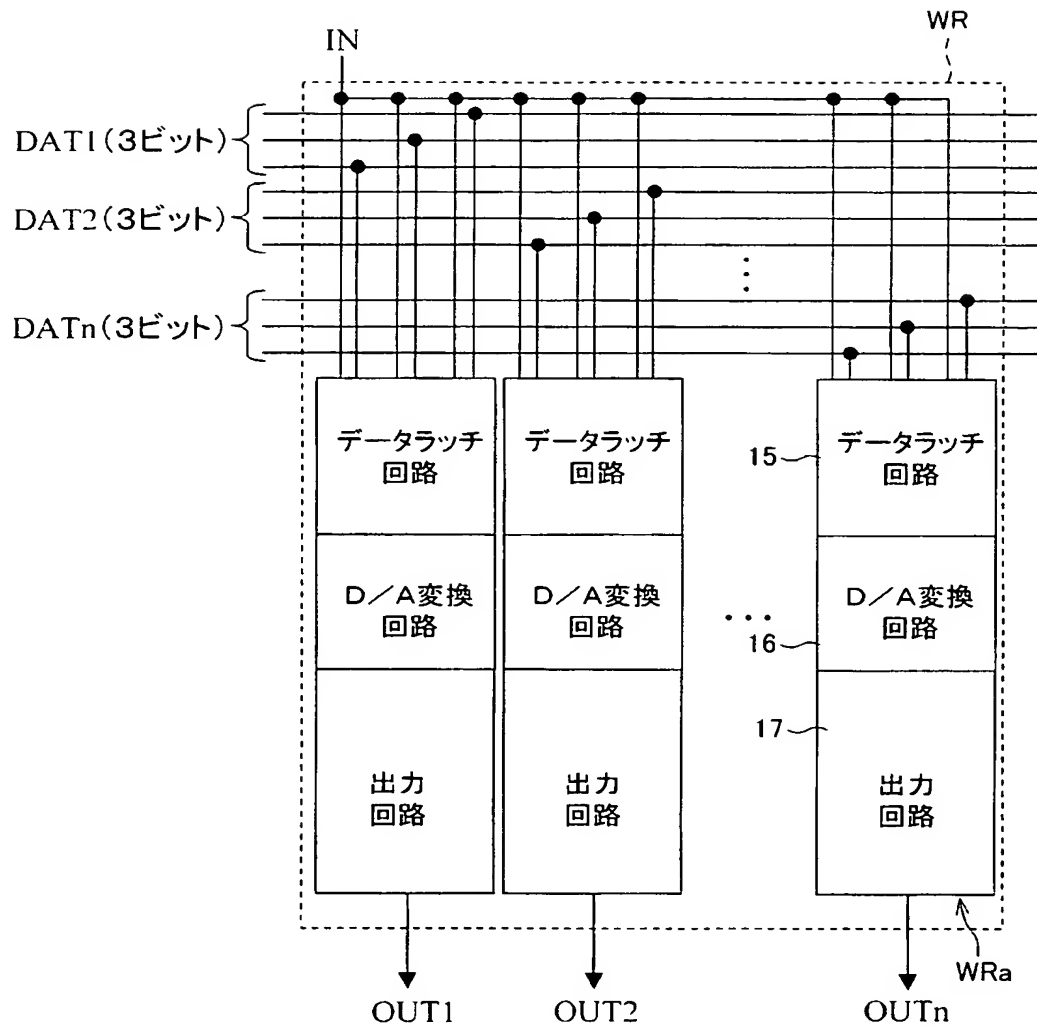 WR
IN
DAT1(3ビット)
DAT2(3ビット)
DATn(3ビット)
データラッチ
回路
データラッチ
回路
15
データラッチ
回路
D/A変換
回路
D/A変換
回路
16
D/A変換
回路
17
出力
回路
出力
回路
出力
回路
WRa
OUT1
OUT2
OUTn